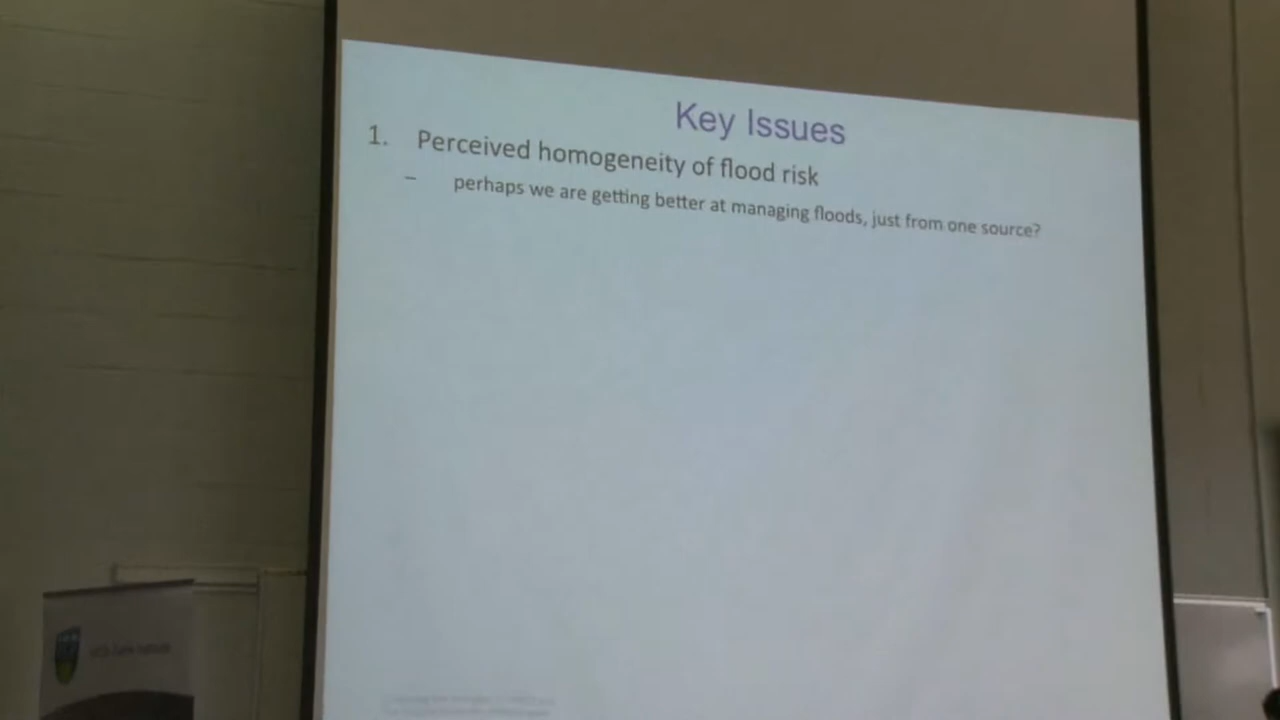 Key Issues
1. Perceived homogeneity of flood risk
– perhaps we are getting better at managing floods, just from one source?